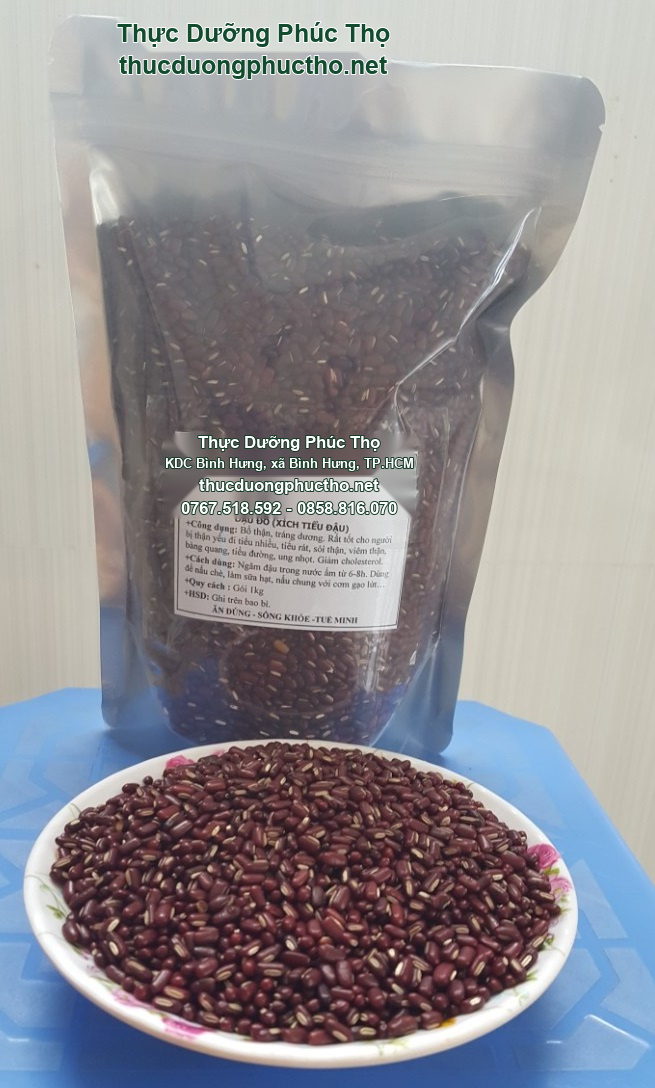 Thực Dưỡng Phúc Thọ
thucduongphuctho.net
Thực Dưỡng Phúc Thọ
KDC Bình Hưng, xã Bình Hưng, TP.HCM
thucduongphuctho.net
0767.518.592 - 0858.816.070
ĐẬU ĐỎ (XÍCH TIỂU ĐẬU)
+Công dụng: Bổ thận, tráng dương. Rất tốt cho người
bị thận yếu đi tiểu nhiều, tiểu rát, sỏi thận, viêm thận,
bàng quang, tiểu đường, ung nhọt. Giảm cholesterol.
+Cách dùng: Ngâm đậu trong nước ấm từ 6-8h. Dùng
để nấu chè, làm sữa hạt, nấu chung với cơm gạo lứt…
+Quy cách : Gói 1kg
+HSD: Ghi trên bao bì.
ĂN ĐÚNG - SỐNG KHỎE -TUỆ MINH